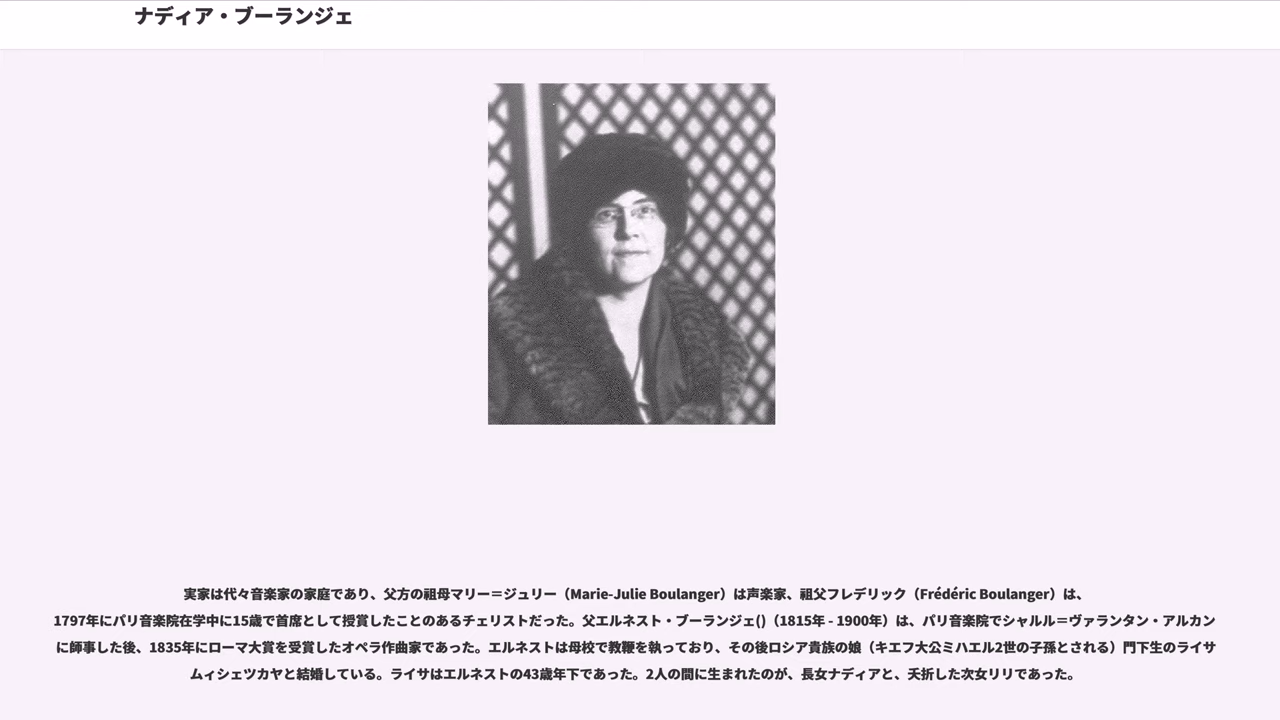 ナディア・ブーランジェ
実家は代々音楽家の家庭であり、父方の祖母マリー＝ジュリー（Marie-Julie Boulanger）は声楽家、祖父フレデリック（Frédéric Boulanger）は、
1797年にパリ音楽院在学中に15歳で首席として授賞したことのあるチェリストだった。父エルネスト・ブーランジェ()（1815年 - 1900年）は、パリ音楽院でシャルル＝ヴァランタン・アルカン
に師事した後、1835年にローマ大賞を受賞したオペラ作曲家であった。エルネストは母校で教鞭を執っており、その後ロシア貴族の娘（キエフ大公ミハエル2世の子孫とされる）門下生のライサ
ムィシェツカヤと結婚している。ライサはエルネストの43歳年下であった。2人の間に生まれたのが、長女ナディアと、夭折した次女リリであった。